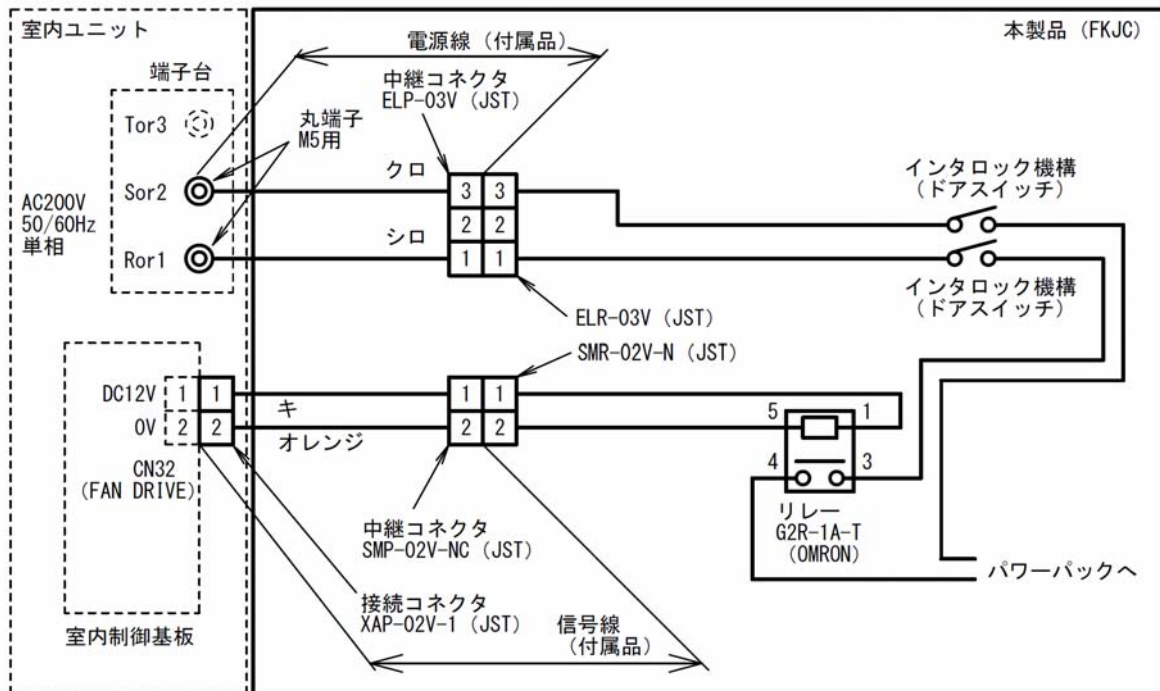 室内ユニット
本製品 (FKJC)
電源線 (付属品)
端子台
中継コネクタ
ELP-03V (JST)
Tor3
丸端子
M5用
クロ
インタロック機構
(ドアスイッチ)
Sor2
3 3
AC200V
50/60Hz
単相
2 2
シロ
Ror1
1 1
インタロック機構
(ドアスイッチ)
ELR-03V (JST)
SMR-02V-N (JST)
DC12V 1 1
キ
1 1
0V 2 2
オレンジ
2 2
5 1
4 3
CN32
(FAN DRIVE)
リレー
G2R-1A-T
(OMRON)
中継コネクタ
SMP-02V-NC (JST)
パワーパックへ
接続コネクタ
XAP-02V-1 (JST)
信号線
(付属品)
室内制御基板